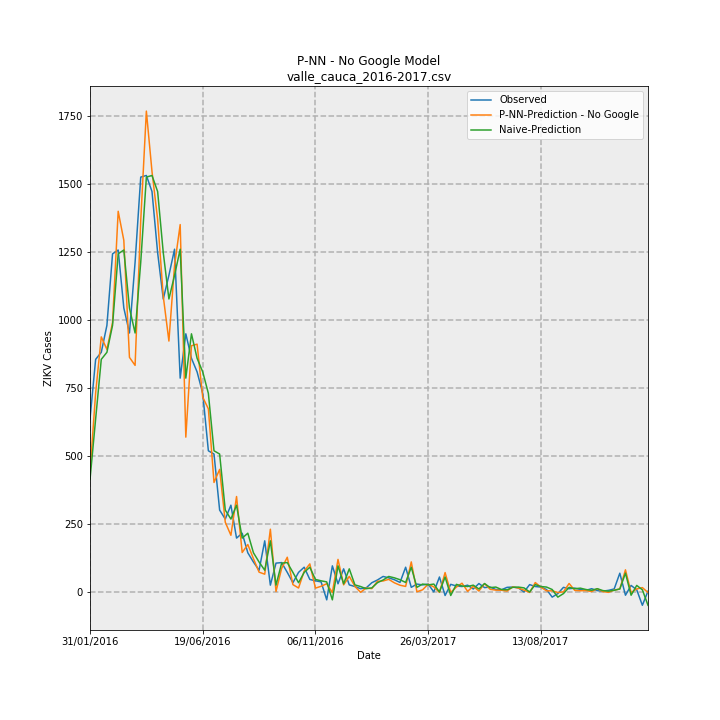 P-NN - No Google Model
valle_cauca_2016-2017.csv
Observed
P-NN-Prediction - No Google
Naive-Prediction
1750
1500
1250
1000
750
500
250
0
ZIKV Cases
31/01/2016
19/06/2016
06/11/2016
26/03/2017
13/08/2017
Date